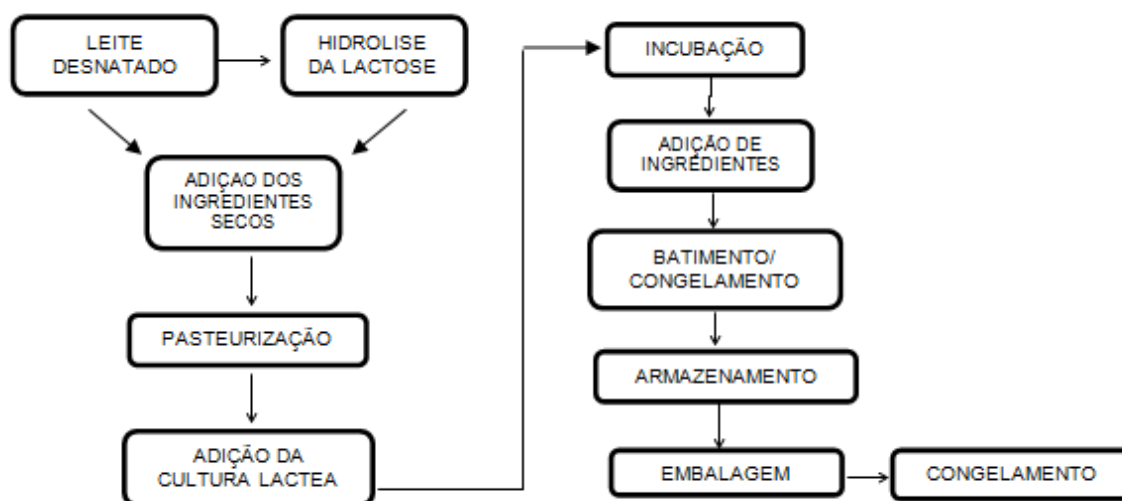 LEITE
DESNATADO
HIDROLISE
DA LACTOSE
ADIÇAO DOS
INGREDIENTES
SECOS
PASTEURIZAÇÃO
ADIÇÃO DA
CULTURA LACTEA
INCUBAÇÃO
ADIÇÃO DE
INGREDIENTES
BATIMENTO/
CONGELAMENTO
ARMAZENAMENTO
EMBALAGEM
CONGELAMENTO